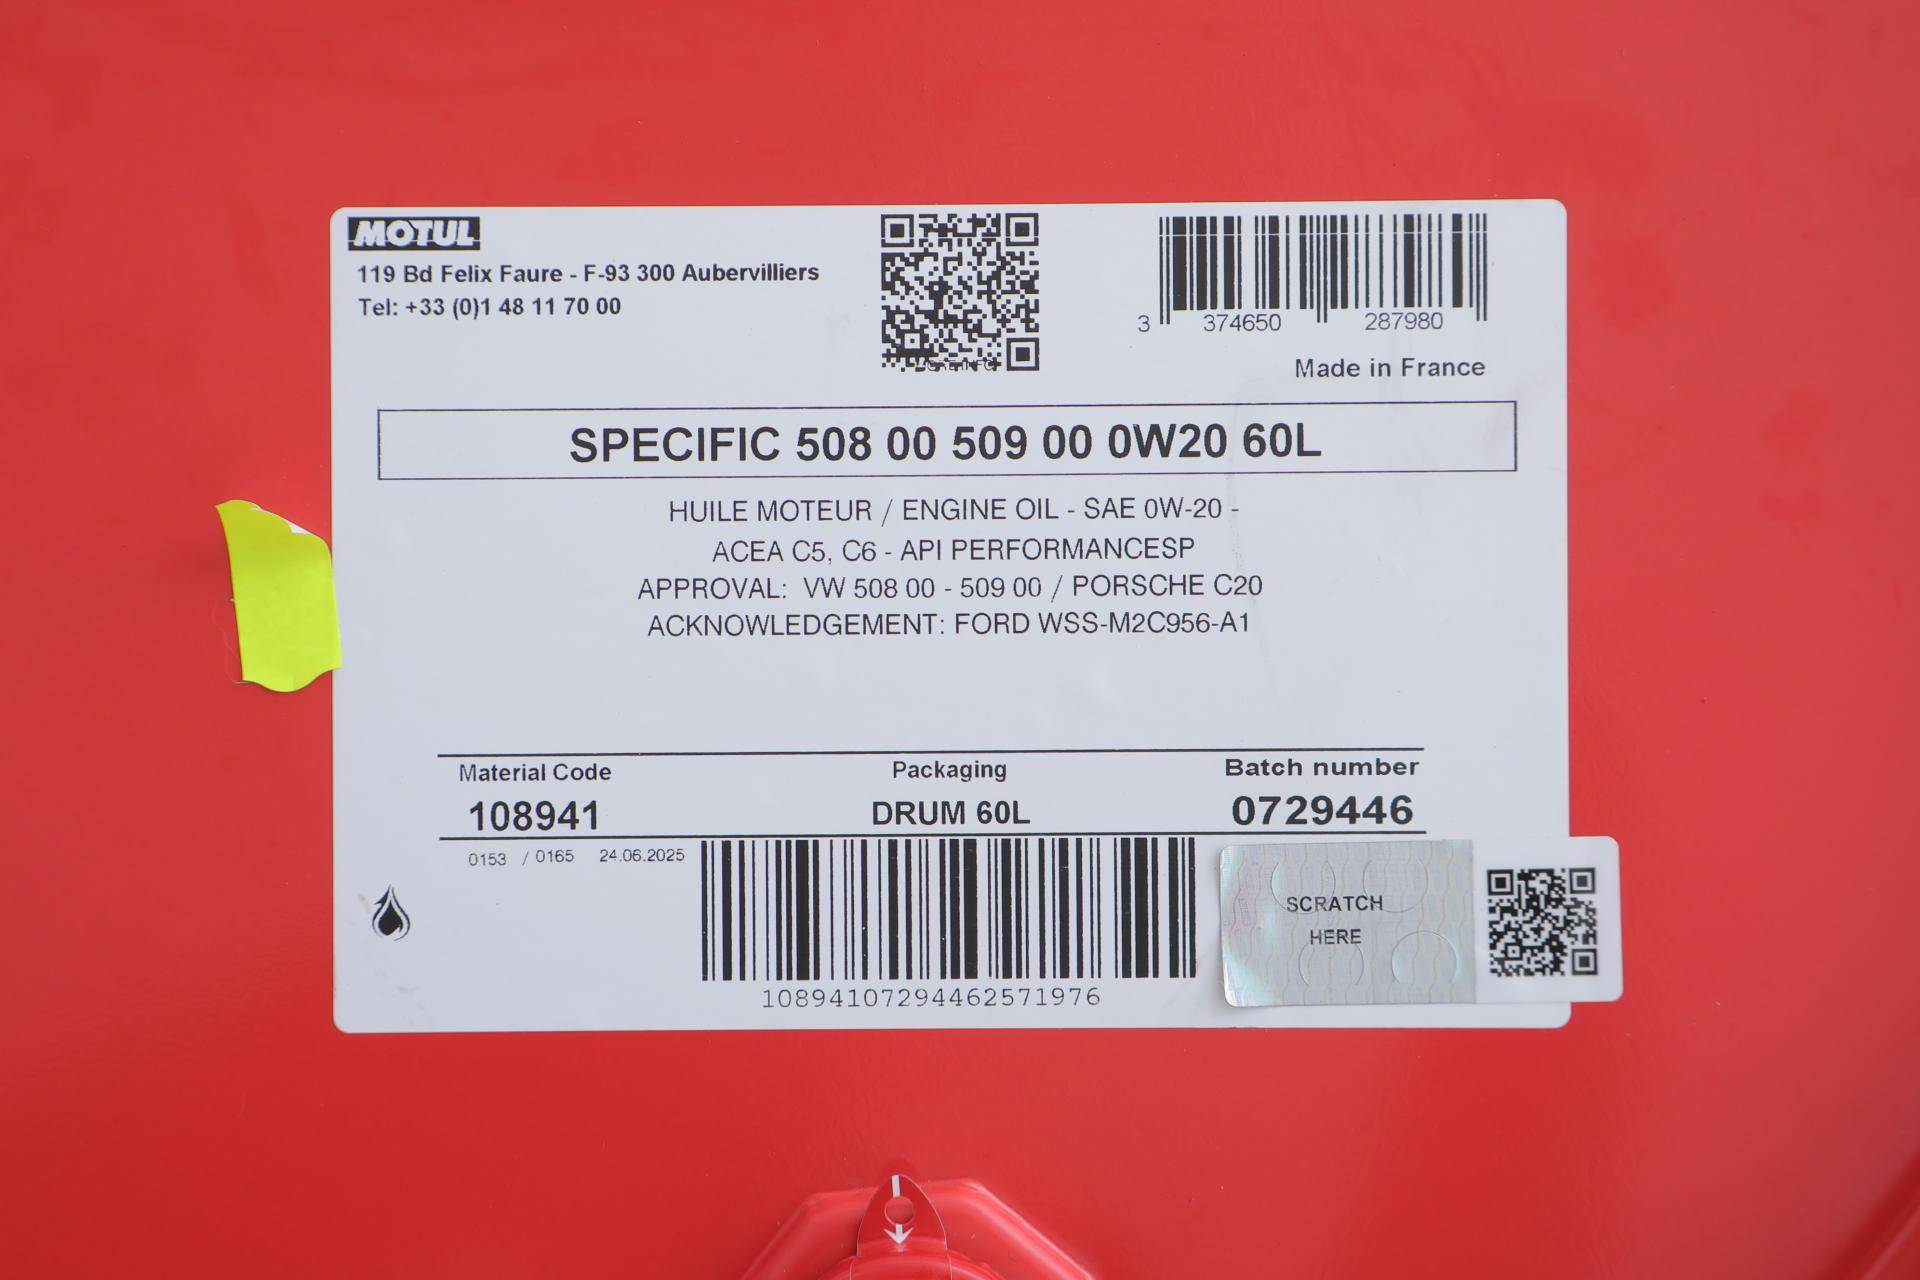 MOTUL
119 Bd Felix Faure - F-93 300 Aubervilliers
Tel: +33 (0)1 48 11 70 00
3 374650 287980
Made in France
SPECIFIC 508 00 509 00 0W20 60L
HUILE MOTEUR / ENGINE OIL - SAE 0W-20 -
ACEA C5, C6 - API PERFORMANCESP
APPROVAL: VW 508 00 - 509 00 / PORSCHE C20
ACKNOWLEDGEMENT: FORD WSS-M2C956-A1
Material Code Packaging Batch number
108941 DRUM 60L 0729446
0153 / 0165 24.06.2025
10894107294462571976
SCRATCH
HERE